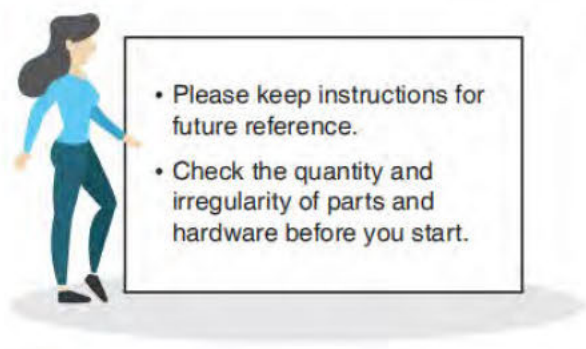 • Please keep instructions for
future reference.
• Check the quantity and
irregularity of parts and
hardware before you start.